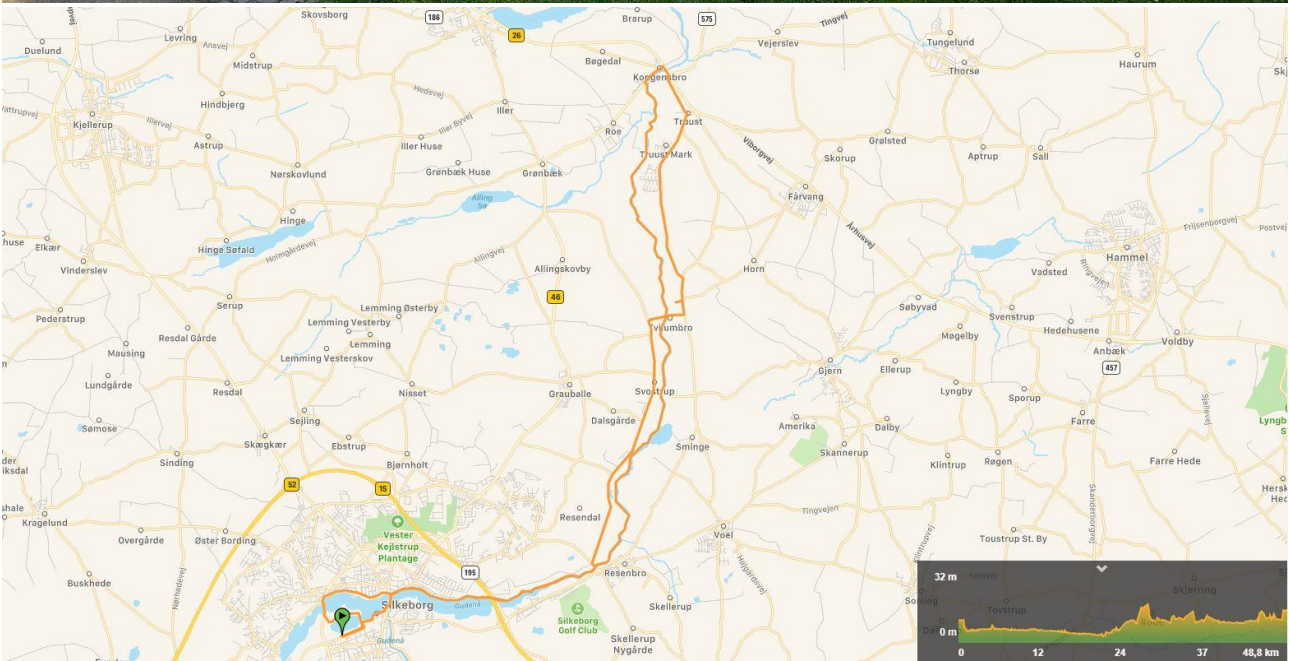 Skovsborg
186
Brarup
575
Tingvej
Levring
Ansvej
26
Vejerslev
Tungelund
Duelund
Midstrup
Bøgedal
Thorsø
Haurum
Kongensbro
Hedevej
Hindbjerg
Iller
Truust
Kjellerup
Illervej
Astrup
Iller Byvej
Iller Huse
Roe
Viborgvej
Grølsted
Truust Mark
Skorup
Aptrup
Sall
Nørskovlund
Grønbæk Huse
Grønbæk
Fårvang
Alling
Sø
Hinge
Frijsenborgvej
Postvej
huse
Elkær
Hinge Søfald
Holmgårdevej
Allingvej
Århusvej
Hammel
Vinderslev
Allingskovby
Horn
Vadsted
Ringvejen
46
Serup
Lemming Østerby
Søbyvad
Svenstrup
Pederstrup
Lemming Vesterby
Hedehusene
Resdal Gårde
Lemming
Møgelby
Voldby
Mausing
Lemming Vesterskov
Anbæk
Gjern
Ellerup
457
Lundgårde
Resdal
Nisset
Grauballe
Svostrup
Lyngby
Sporup
Sømose
Sejling
Dalsgårde
Amerika
Dalby
Farre
Skægkær
Ebstrup
Sminge
Skannerup
Sinding
Bjørnholt
Klintrup
Røgen
Farre Hede
52
15
Kragelund
Resendal
Tingvejen
Skanderborgvej
Overgårde
Øster Bording
Vester
Kejlstrup
Plantage
Voel
Toustrup St. By
195
Resenbro
Buskhede
Nørhedevej
32 m
Skjørring
Silkeborg
Gudenå
Skellerup
Tovstrup
Silkeborg
Golf Club
0 m
Gudenå
Skellerup
Nygårde
0
12
24
37
48,8 km